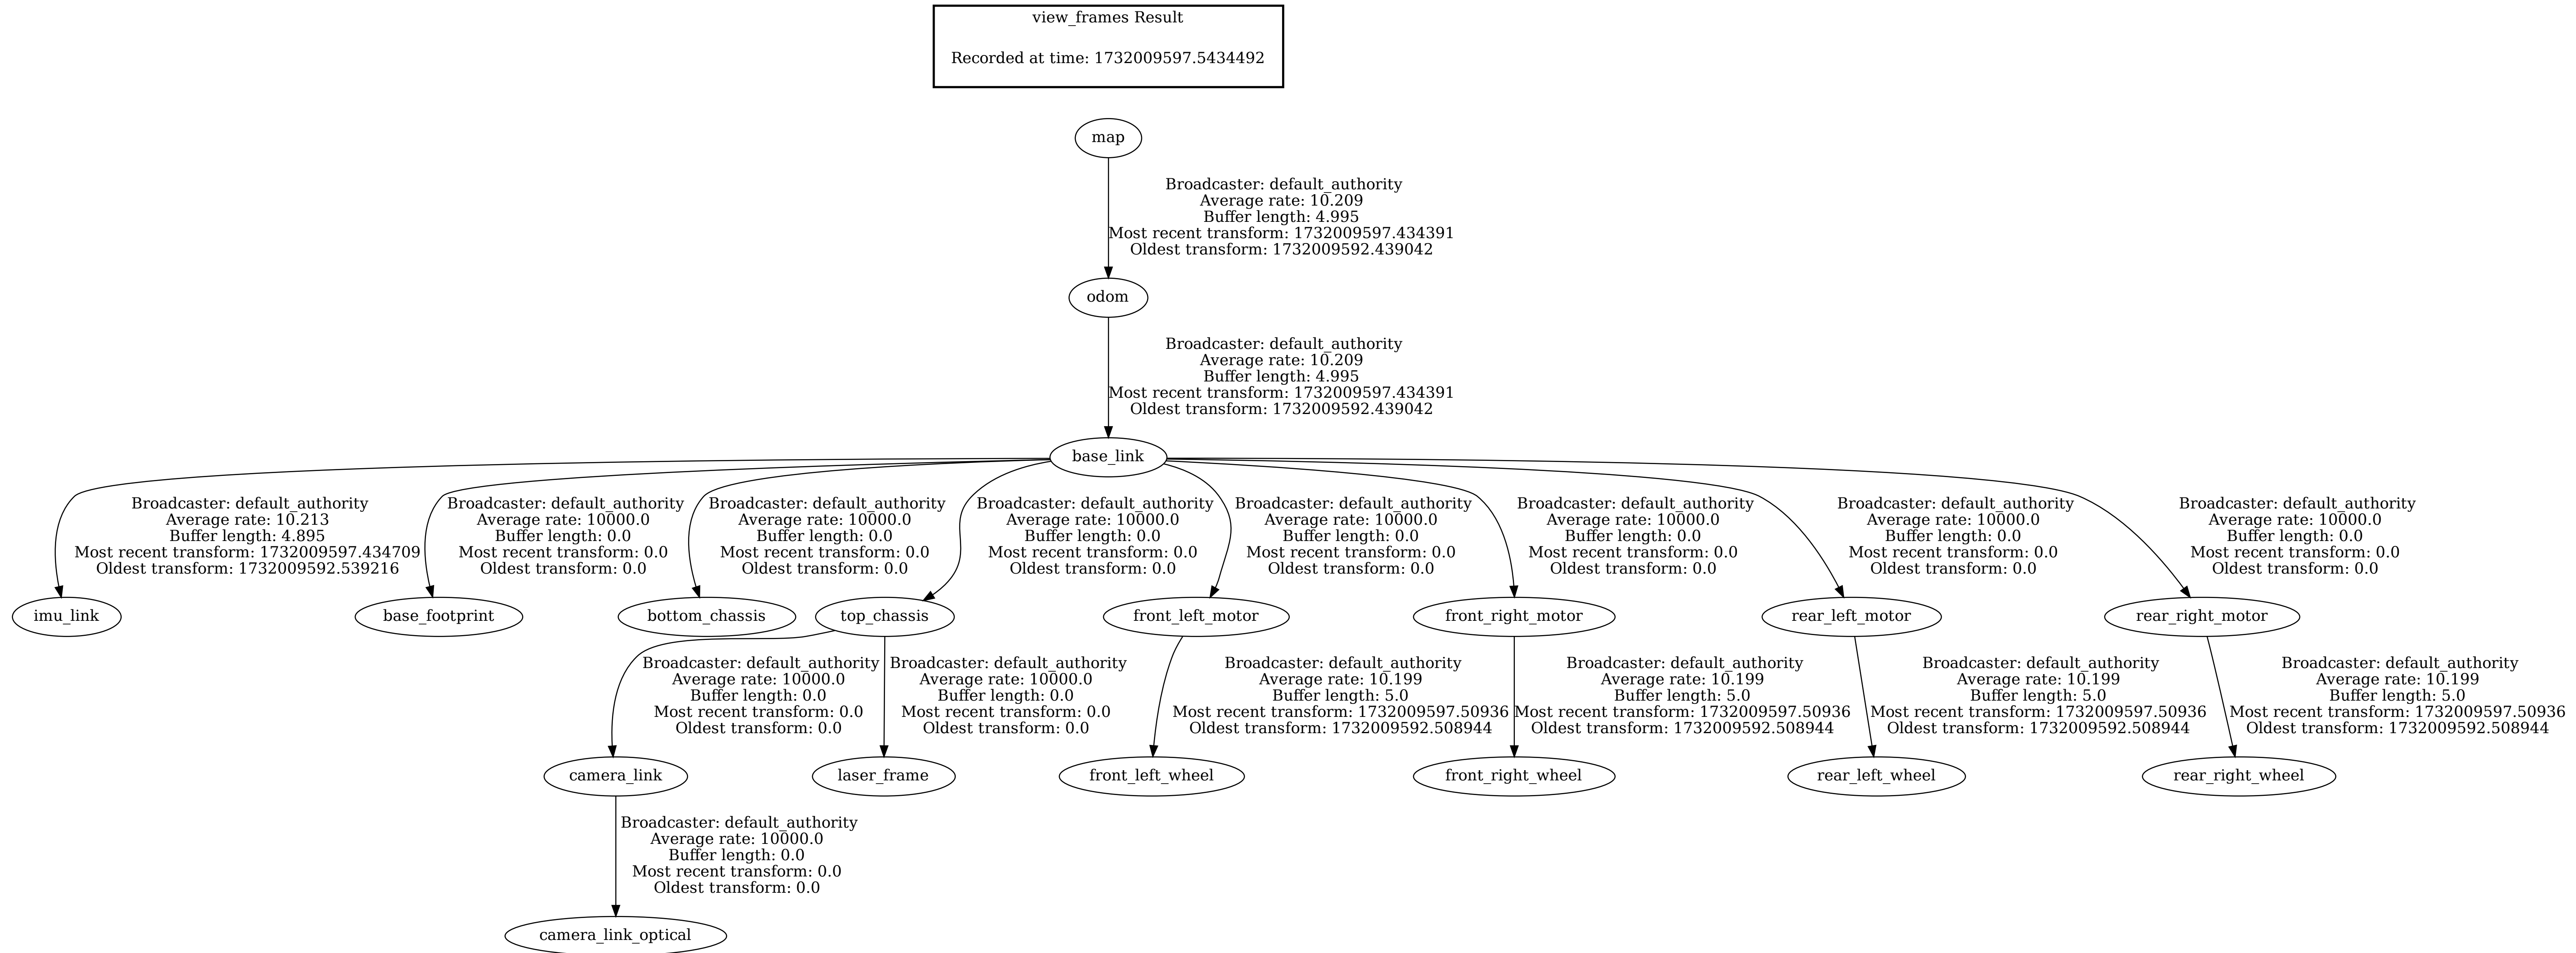 view_frames Result
Recorded at time: 1732009597.5434492
map
Broadcaster: default_authority
Average rate: 10.209
Buffer length: 4.995
Most recent transform: 1732009597.434391
Oldest transform: 1732009592.439042
odom
Broadcaster: default_authority
Average rate: 10.209
Buffer length: 4.995
Most recent transform: 1732009597.434391
Oldest transform: 1732009592.439042
base_link
Broadcaster: default_authority
Average rate: 10.213
Buffer length: 4.895
Most recent transform: 1732009597.434709
Oldest transform: 1732009592.539216
Broadcaster: default_authority
Average rate: 10000.0
Buffer length: 0.0
Most recent transform: 0.0
Oldest transform: 0.0
Broadcaster: default_authority
Average rate: 10000.0
Buffer length: 0.0
Most recent transform: 0.0
Oldest transform: 0.0
Broadcaster: default_authority
Average rate: 10000.0
Buffer length: 0.0
Most recent transform: 0.0
Oldest transform: 0.0
Broadcaster: default_authority
Average rate: 10000.0
Buffer length: 0.0
Most recent transform: 0.0
Oldest transform: 0.0
Broadcaster: default_authority
Average rate: 10000.0
Buffer length: 0.0
Most recent transform: 0.0
Oldest transform: 0.0
Broadcaster: default_authority
Average rate: 10000.0
Buffer length: 0.0
Most recent transform: 0.0
Oldest transform: 0.0
Broadcaster: default_authority
Average rate: 10000.0
Buffer length: 0.0
Most recent transform: 0.0
Oldest transform: 0.0
imu_link
base_footprint
bottom_chassis
top_chassis
front_left_motor
front_right_motor
rear_left_motor
rear_right_motor
Broadcaster: default_authority
Average rate: 10000.0
Buffer length: 0.0
Most recent transform: 0.0
Oldest transform: 0.0
Broadcaster: default_authority
Average rate: 10000.0
Buffer length: 0.0
Most recent transform: 0.0
Oldest transform: 0.0
Broadcaster: default_authority
Average rate: 10.199
Buffer length: 5.0
Most recent transform: 1732009597.50936
Oldest transform: 1732009592.508944
Broadcaster: default_authority
Average rate: 10.199
Buffer length: 5.0
Most recent transform: 1732009597.50936
Oldest transform: 1732009592.508944
Broadcaster: default_authority
Average rate: 10.199
Buffer length: 5.0
Most recent transform: 1732009597.50936
Oldest transform: 1732009592.508944
Broadcaster: default_authority
Average rate: 10.199
Buffer length: 5.0
Most recent transform: 1732009597.50936
Oldest transform: 1732009592.508944
camera_link
laser_frame
front_left_wheel
front_right_wheel
rear_left_wheel
rear_right_wheel
Broadcaster: default_authority
Average rate: 10000.0
Buffer length: 0.0
Most recent transform: 0.0
Oldest transform: 0.0
camera_link_optical